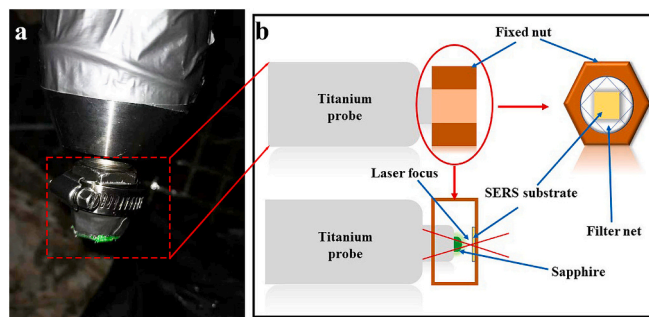 a
b
Fixed nut
Titanium
probe
Laser focus
SERS substrate
Titanium
probe
Filter net
Sapphire